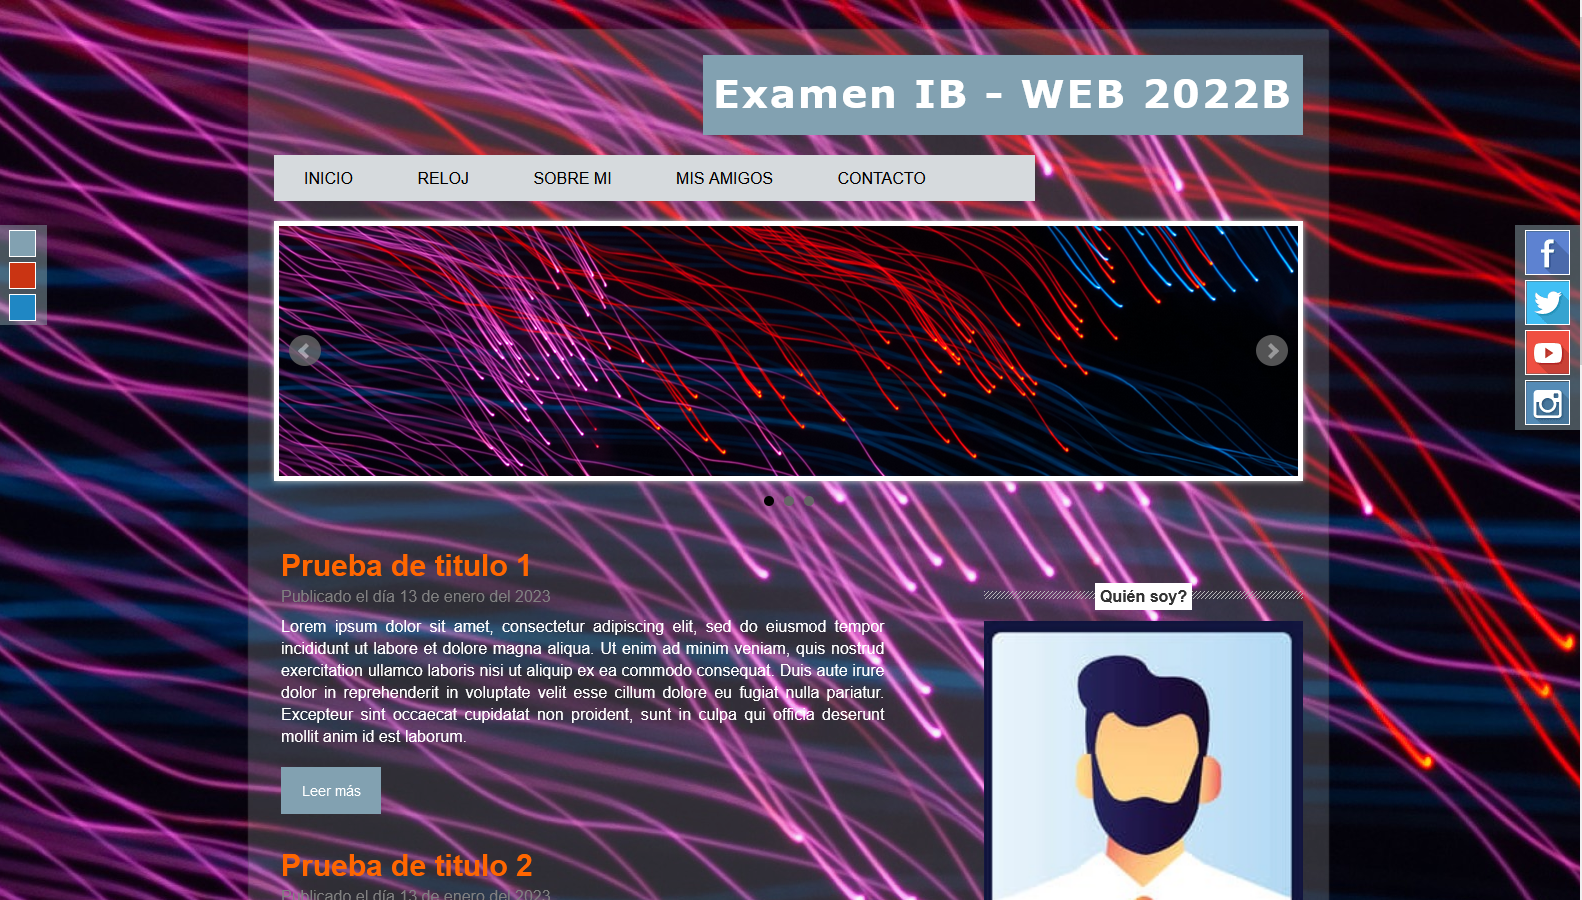 Examen IB - WEB 2022B
INICIO RELOJ SOBRE MI MIS AMIGOS CONTACTO
Prueba de titulo 1
Publicado el día 13 de enero del 2023
Lorem ipsum dolor sit amet, consectetur adipiscing elit, sed do eiusmod tempor
incididunt ut labore et dolore magna aliqua. Ut enim ad minim veniam, quis nostrud
exercitation ullamco laboris nisi ut aliquip ex ea commodo consequat. Duis aute irure
dolor in reprehenderit in voluptate velit esse cillum dolore eu fugiat nulla pariatur.
Excepteur sint occaecat cupidatat non proident, sunt in culpa qui officia deserunt
mollit anim id est laborum.
Leer más
Prueba de titulo 2
Publicado el día 13 de enero del 2023
Quién soy?